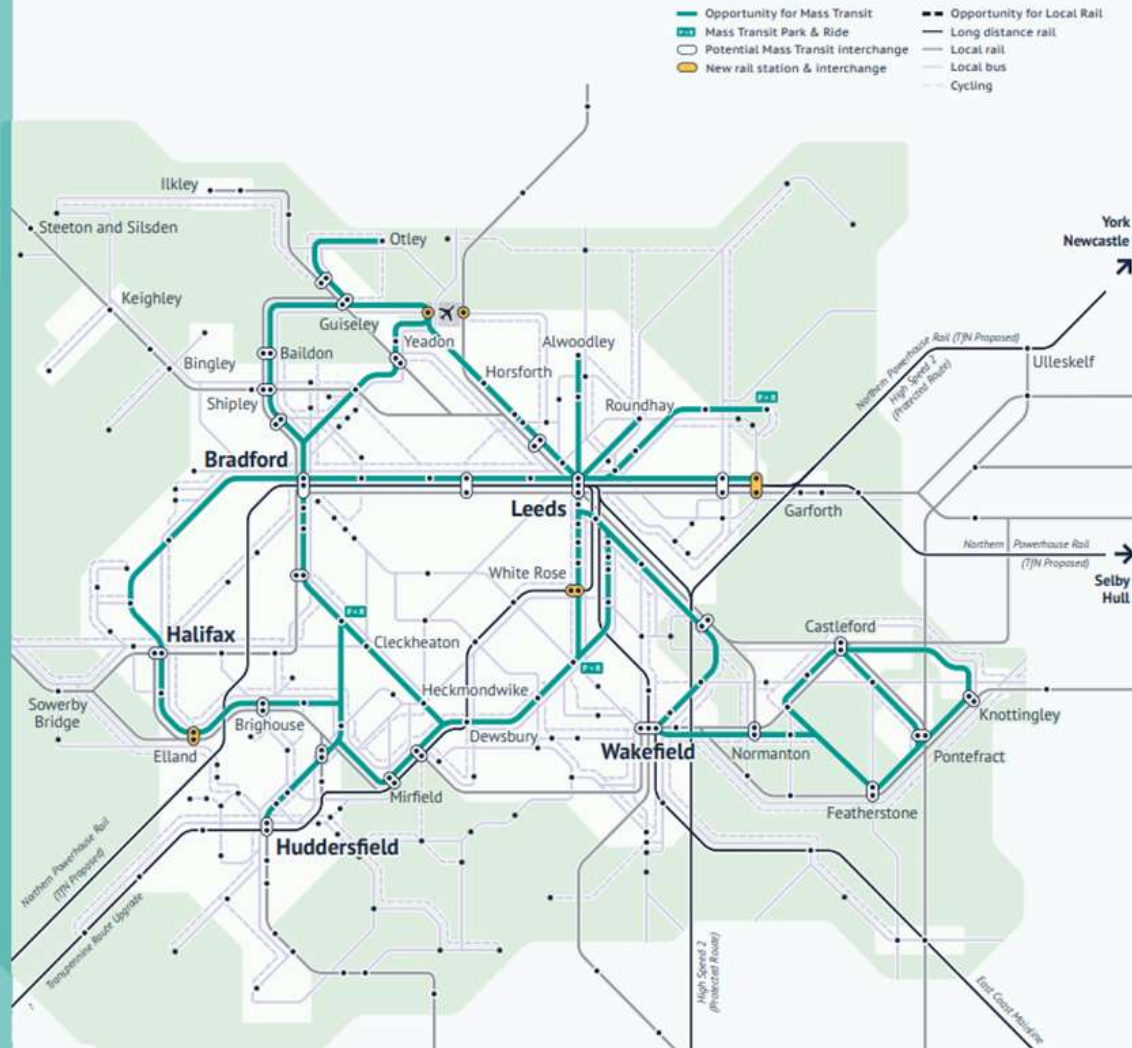 Opportunity for Mass Transit
P+R Mass Transit Park & Ride
Potential Mass Transit interchange
New rail station & interchange
Opportunity for Local Rail
Long distance rail
Local rail
Local bus
Cycling
Ilkley
Steeton and Silsden
Otley
York
Newcastle
Keighley
Guiseley
Yeadon
Alwoodley
Northern Powerhouse Rail (TfN Proposed)
High Speed 2
(Protected Route)
Ulleskelf
Bingley
Baildon
Horsforth
Shipley
Roundhay
P+R
Bradford
Leeds
Garforth
Northern Powerhouse Rail
(TfN Proposed)
Selby
Hull
White Rose
P+R
Halifax
Cleckheaton
Castleford
P+R
Sowerby
Bridge
Heckmondwike
Brighouse
Dewsbury
Knottingley
Elland
Wakefield
Normanton
Pontefract
Mirfield
Featherstone
Huddersfield
Northern Powerhouse Rail
(TfN Proposed)
Transpennine Route Upgrade
High Speed 2
(Protected Route)
East Coast Mainline